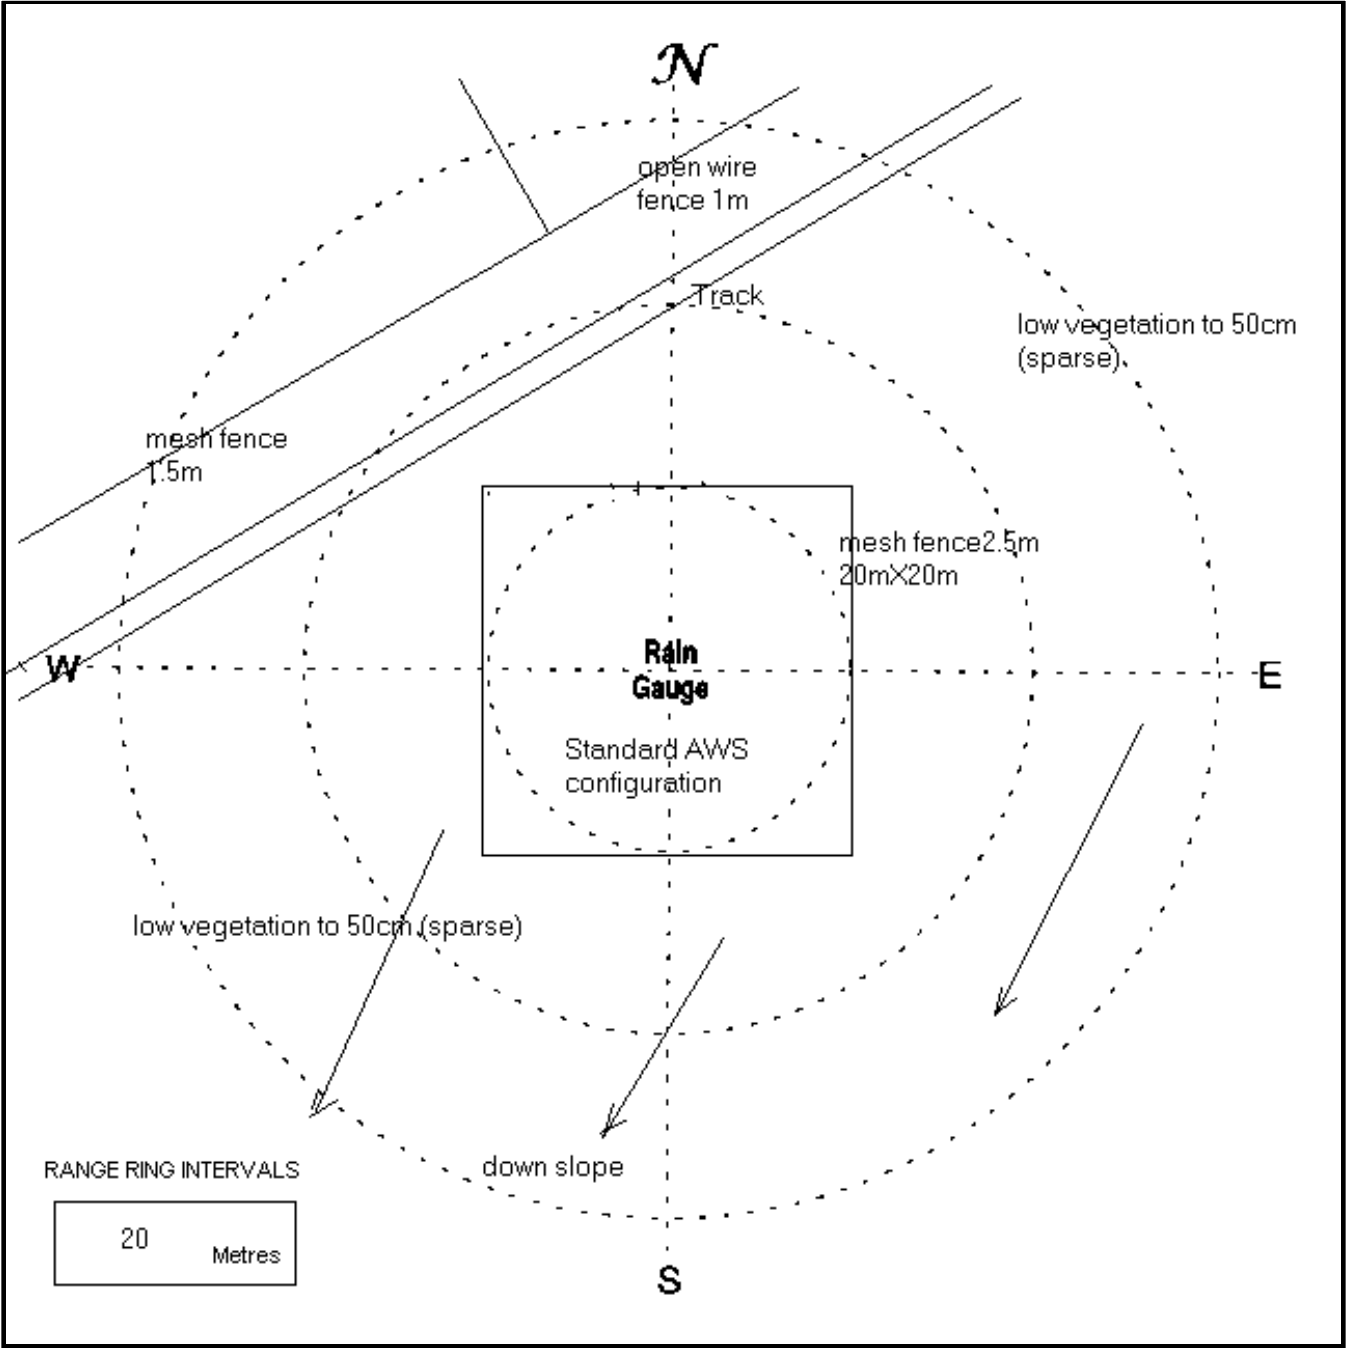 N
open wire
fence 1m
Track
low vegetation to 50cm
(sparse)
mesh fence
1.5m
mesh fence2.5m
20mX20m
W
Rain
Gauge
E
Standard AWS
configuration
low vegetation to 50cm (sparse)
down slope
RANGE RING INTERVALS
20
Metres
S